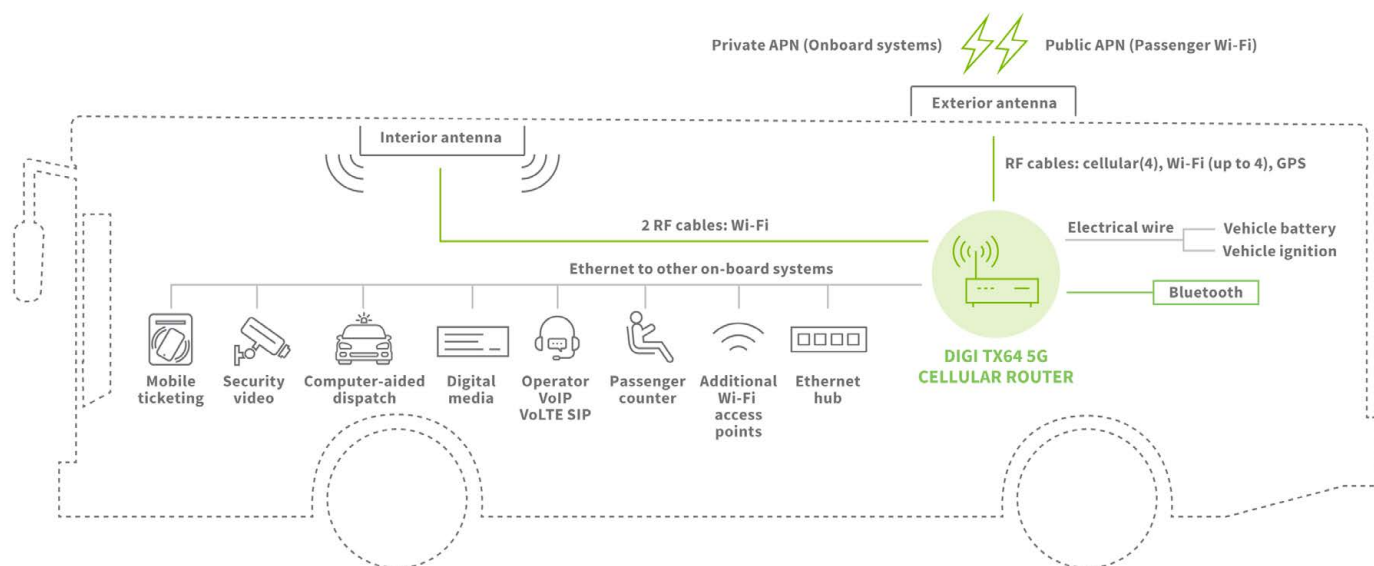 Private APN (Onboard systems)
Public APN (Passenger Wi-Fi)
Exterior antenna
Interior antenna
RF cables: cellular(4), Wi-Fi (up to 4), GPS
2 RF cables: Wi-Fi
Electrical wire
Vehicle battery
Vehicle ignition
Ethernet to other on-board systems
Bluetooth
Mobile
ticketing
Security
video
Computer-aided
dispatch
Digital
media
Operator
VoIP
VoLTE SIP
Passenger
counter
Additional
Wi-Fi
access
points
Ethernet
hub
DIGI TX64 5G
CELLULAR ROUTER